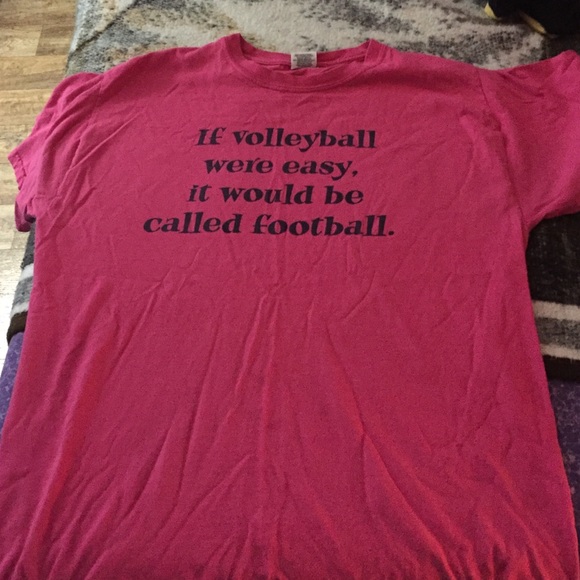 If volleyball
were easy,
it would be
called football.